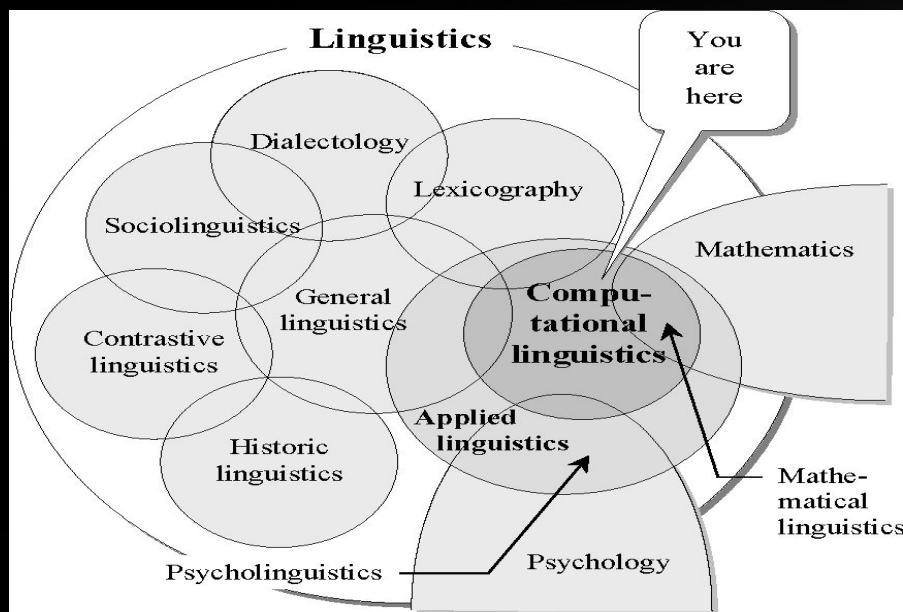 Linguistics
You
are
here
Dialectology
Lexicography
Sociolinguistics
Mathematics
General
linguistics
Compu-
tational
linguistics
Contrastive
linguistics
Applied
linguistics
Historic
linguistics
Mathe-
matical
linguistics
Psycholinguistics
Psychology